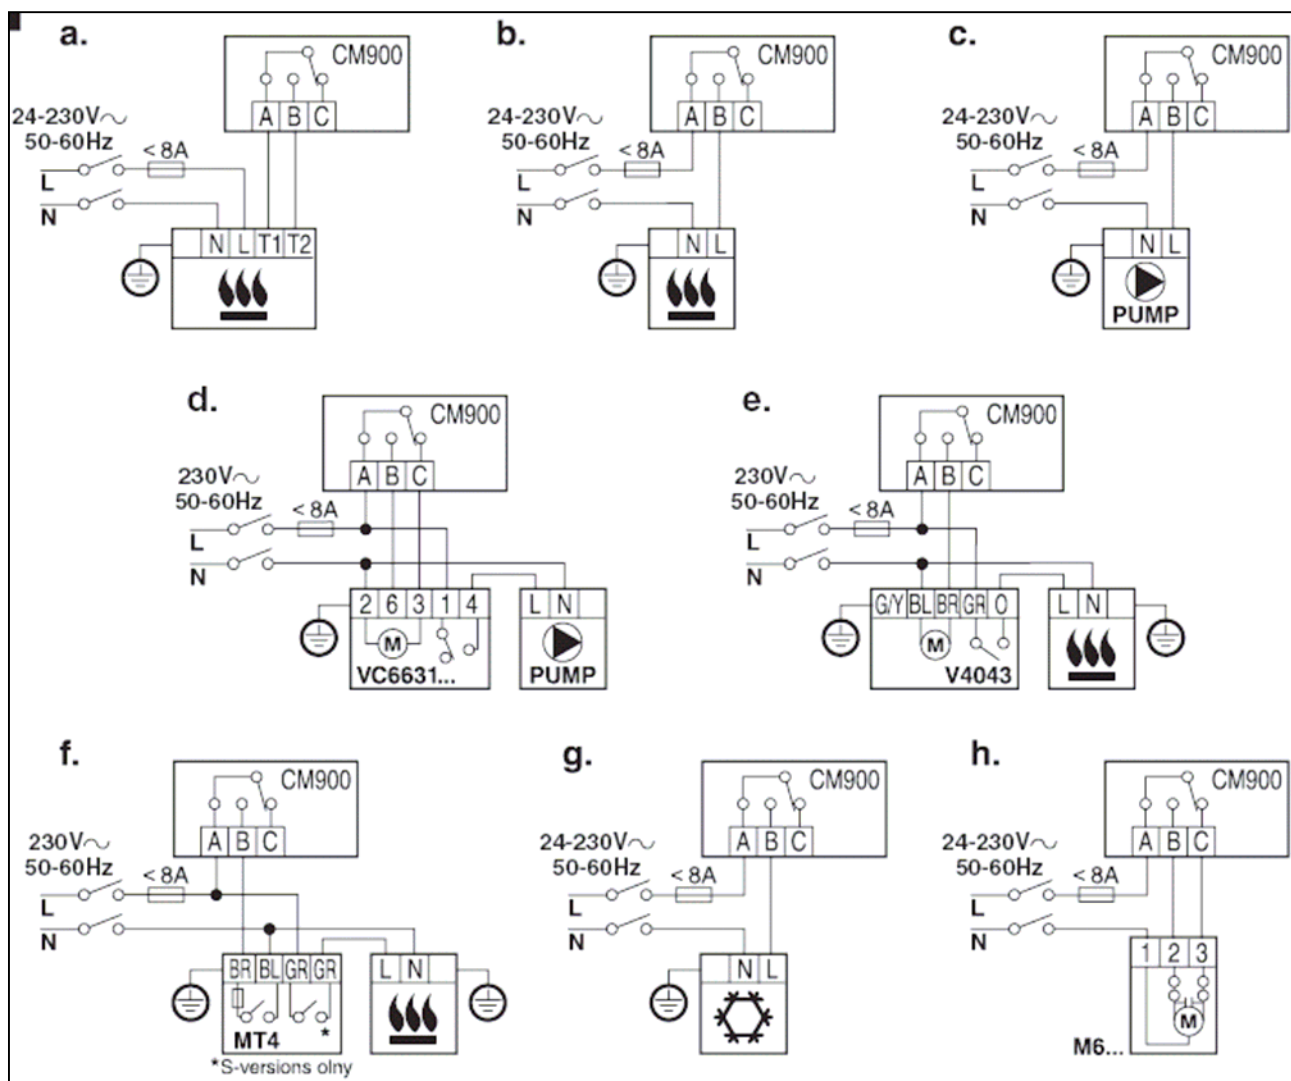 a.
CM900
A B C
24-230V~
50-60Hz
< 8A
L
N
N L T1 T2
b.
CM900
A B C
24-230V~
50-60Hz
< 8A
L
N
N L
c.
CM900
A B C
24-230V~
50-60Hz
< 8A
L
N
N L
PUMP
d.
CM900
A B C
230V~
50-60Hz
< 8A
L
N
2 6 3 1 4
M
VC6631...
L N
PUMP
e.
CM900
A B C
230V~
50-60Hz
< 8A
L
N
G/Y BL BR GR O
M
V4043
L N
f.
CM900
A B C
230V~
50-60Hz
< 8A
L
N
BR BL GR GR
*
MT4
*S-versions olny
L N
g.
CM900
A B C
24-230V~
50-60Hz
< 8A
L
N
N L
h.
CM900
A B C
24-230V~
50-60Hz
< 8A
L
N
1 2 3
M
M6...